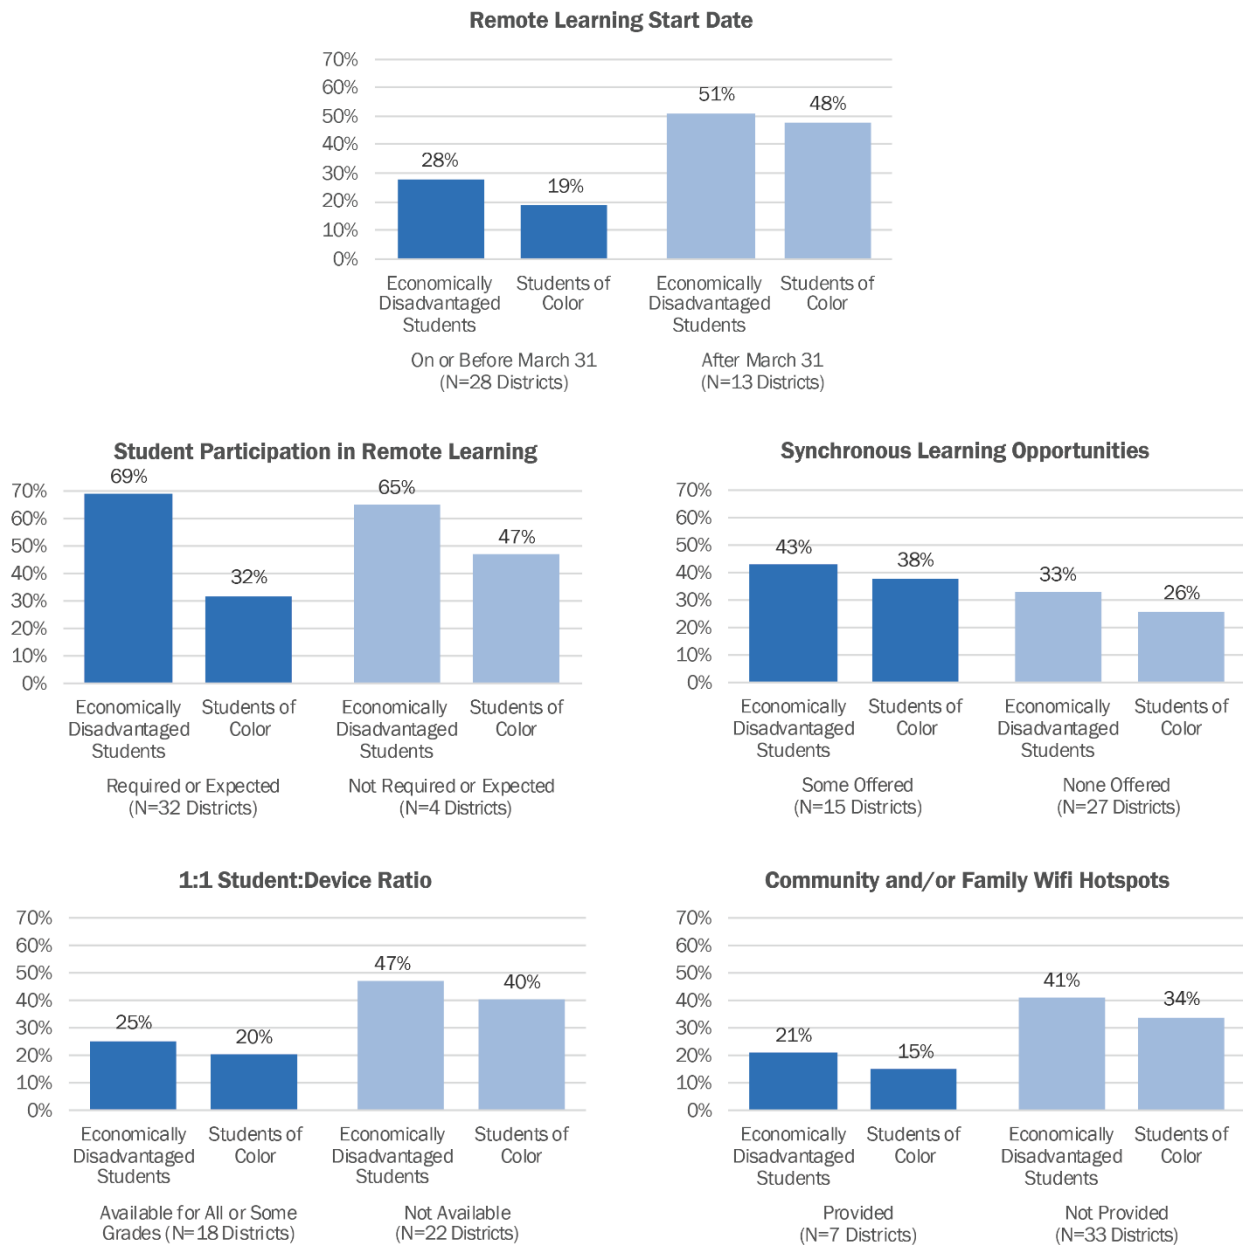 Remote Learning Start Date
70%
60%
50%
40%
30%
20%
10%
0%
28%
19%
51%
48%
Economically
Disadvantaged
Students
Students of
Color
Economically
Disadvantaged
Students
Students of
Color
On or Before March 31
(N=28 Districts)
After March 31
(N=13 Districts)
Student Participation in Remote Learning
70%
60%
50%
40%
30%
20%
10%
0%
69%
32%
65%
47%
Economically
Disadvantaged
Students
Students of
Color
Economically
Disadvantaged
Students
Students of
Color
Required or Expected
(N=32 Districts)
Not Required or Expected
(N=4 Districts)
Synchronous Learning Opportunities
70%
60%
50%
40%
30%
20%
10%
0%
43%
38%
33%
26%
Economically
Disadvantaged
Students
Students of
Color
Economically
Disadvantaged
Students
Students of
Color
Some Offered
(N=15 Districts)
None Offered
(N=27 Districts)
1:1 Student:Device Ratio
70%
60%
50%
40%
30%
20%
10%
0%
25%
20%
47%
40%
Economically
Disadvantaged
Students
Students of
Color
Economically
Disadvantaged
Students
Students of
Color
Available for All or Some
Grades (N=18 Districts)
Not Available
(N=22 Districts)
Community and/or Family Wifi Hotspots
70%
60%
50%
40%
30%
20%
10%
0%
21%
15%
41%
34%
Economically
Disadvantaged
Students
Students of
Color
Economically
Disadvantaged
Students
Students of
Color
Provided
(N=7 Districts)
Not Provided
(N=33 Districts)